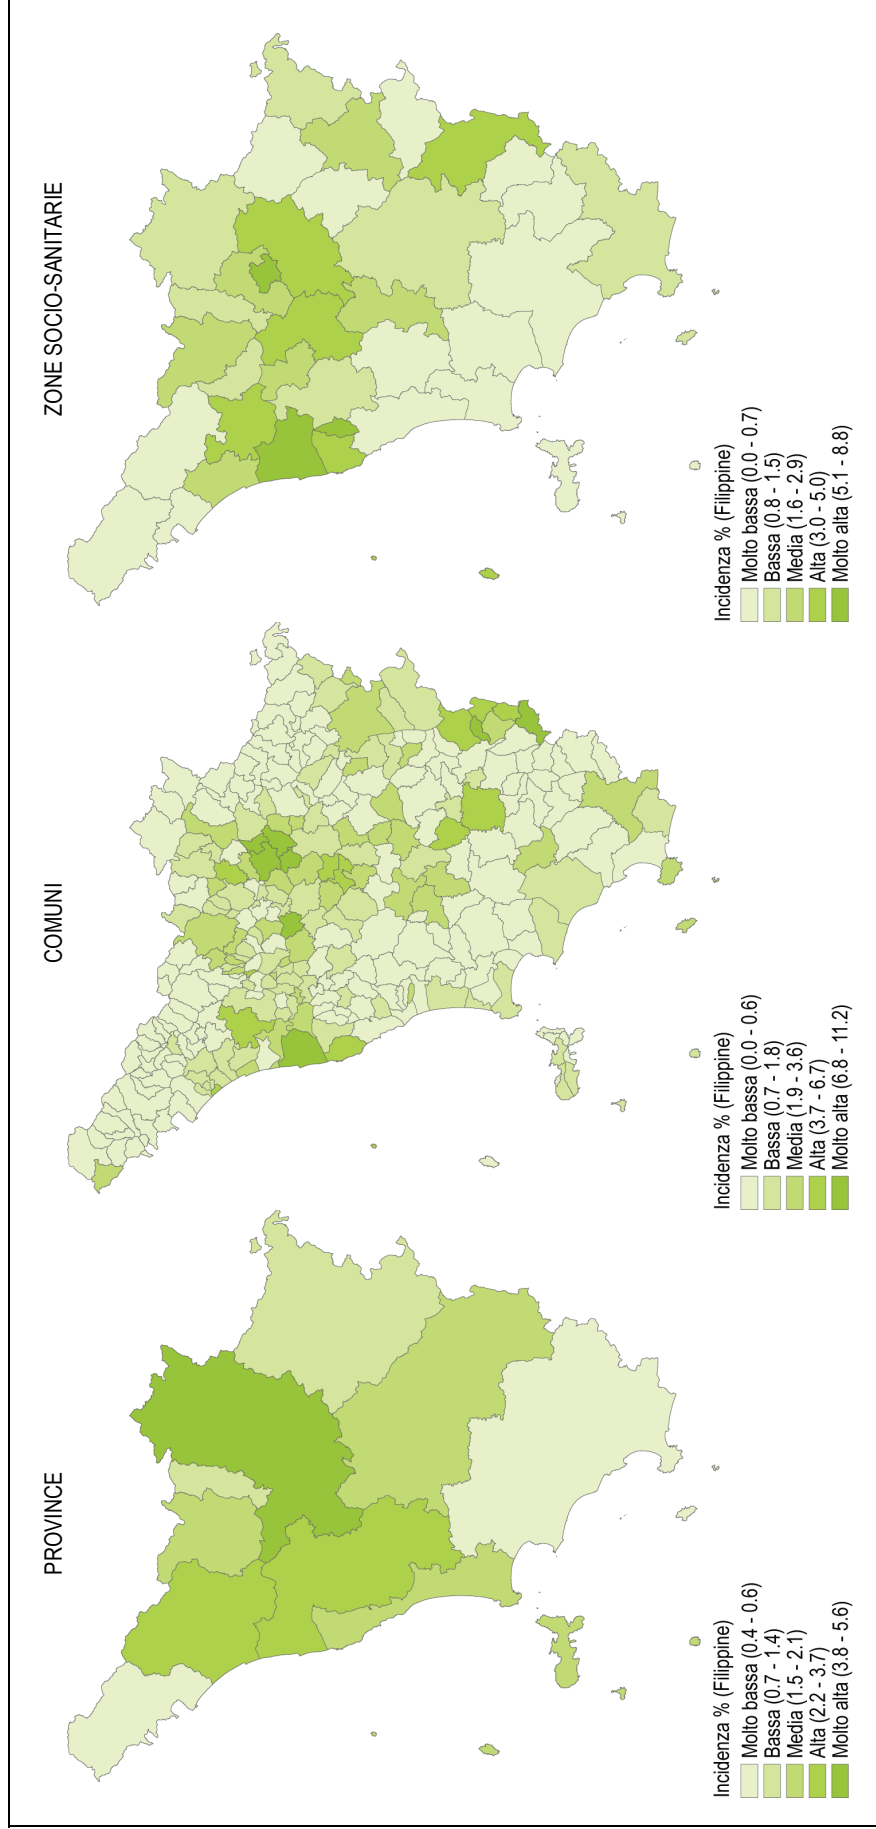 PROVINCE
Incidenza % (Filippine)
Molto bassa (0.4 - 0.6)
Bassa (0.7 - 1.4)
Media (1.5 - 2.1)
Alta (2.2 - 3.7)
Molto alta (3.8 - 5.6)
COMUNI
Incidenza % (Filippine)
Molto bassa (0.0 - 0.6)
Bassa (0.7 - 1.8)
Media (1.9 - 3.6)
Alta (3.7 - 6.7)
Molto alta (6.8 - 11.2)
ZONE SOCIO-SANITARIE
Incidenza % (Filippine)
Molto bassa (0.0 - 0.7)
Bassa (0.8 - 1.5)
Media (1.6 - 2.9)
Alta (3.0 - 5.0)
Molto alta (5.1 - 8.8)